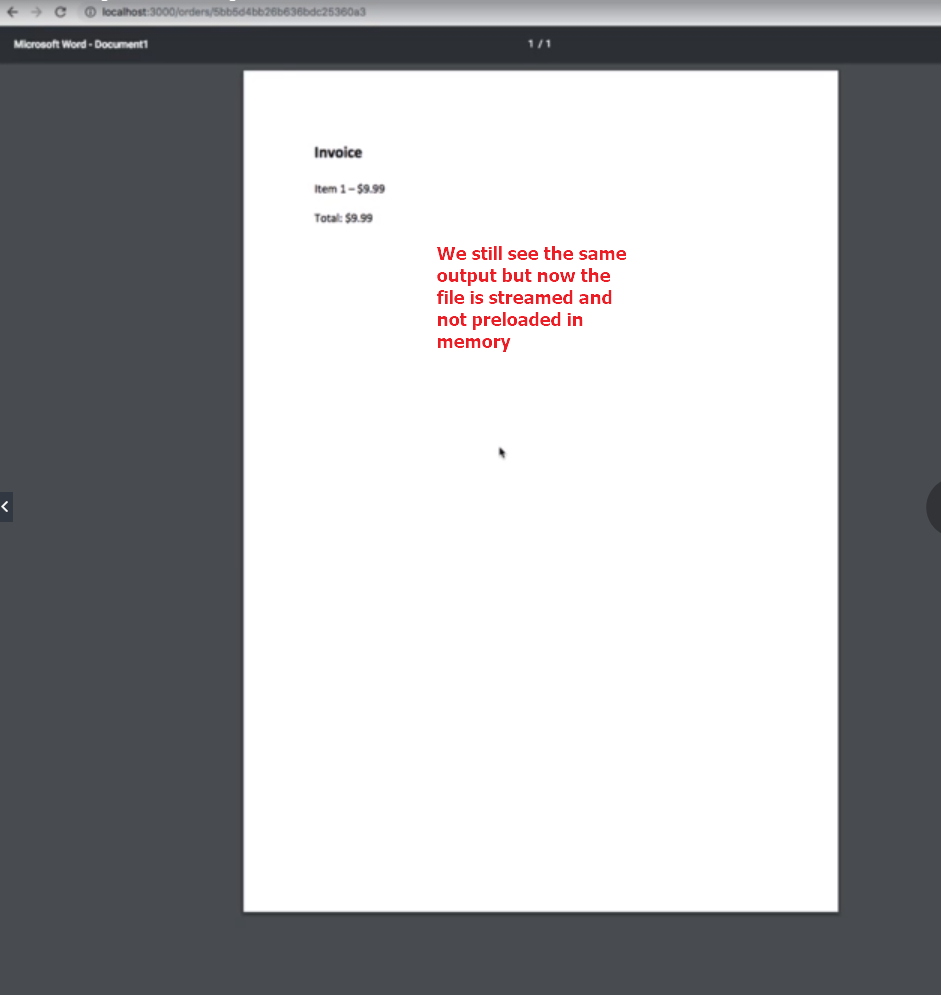 localhost:3000/orders/5bb5d4bb26b636bdc25360a3
Microsoft Word - Document1
1 / 1
Invoice
Item 1 – $9.99
Total: $9.99
We still see the same
output but now the
file is streamed and
not preloaded in
memory